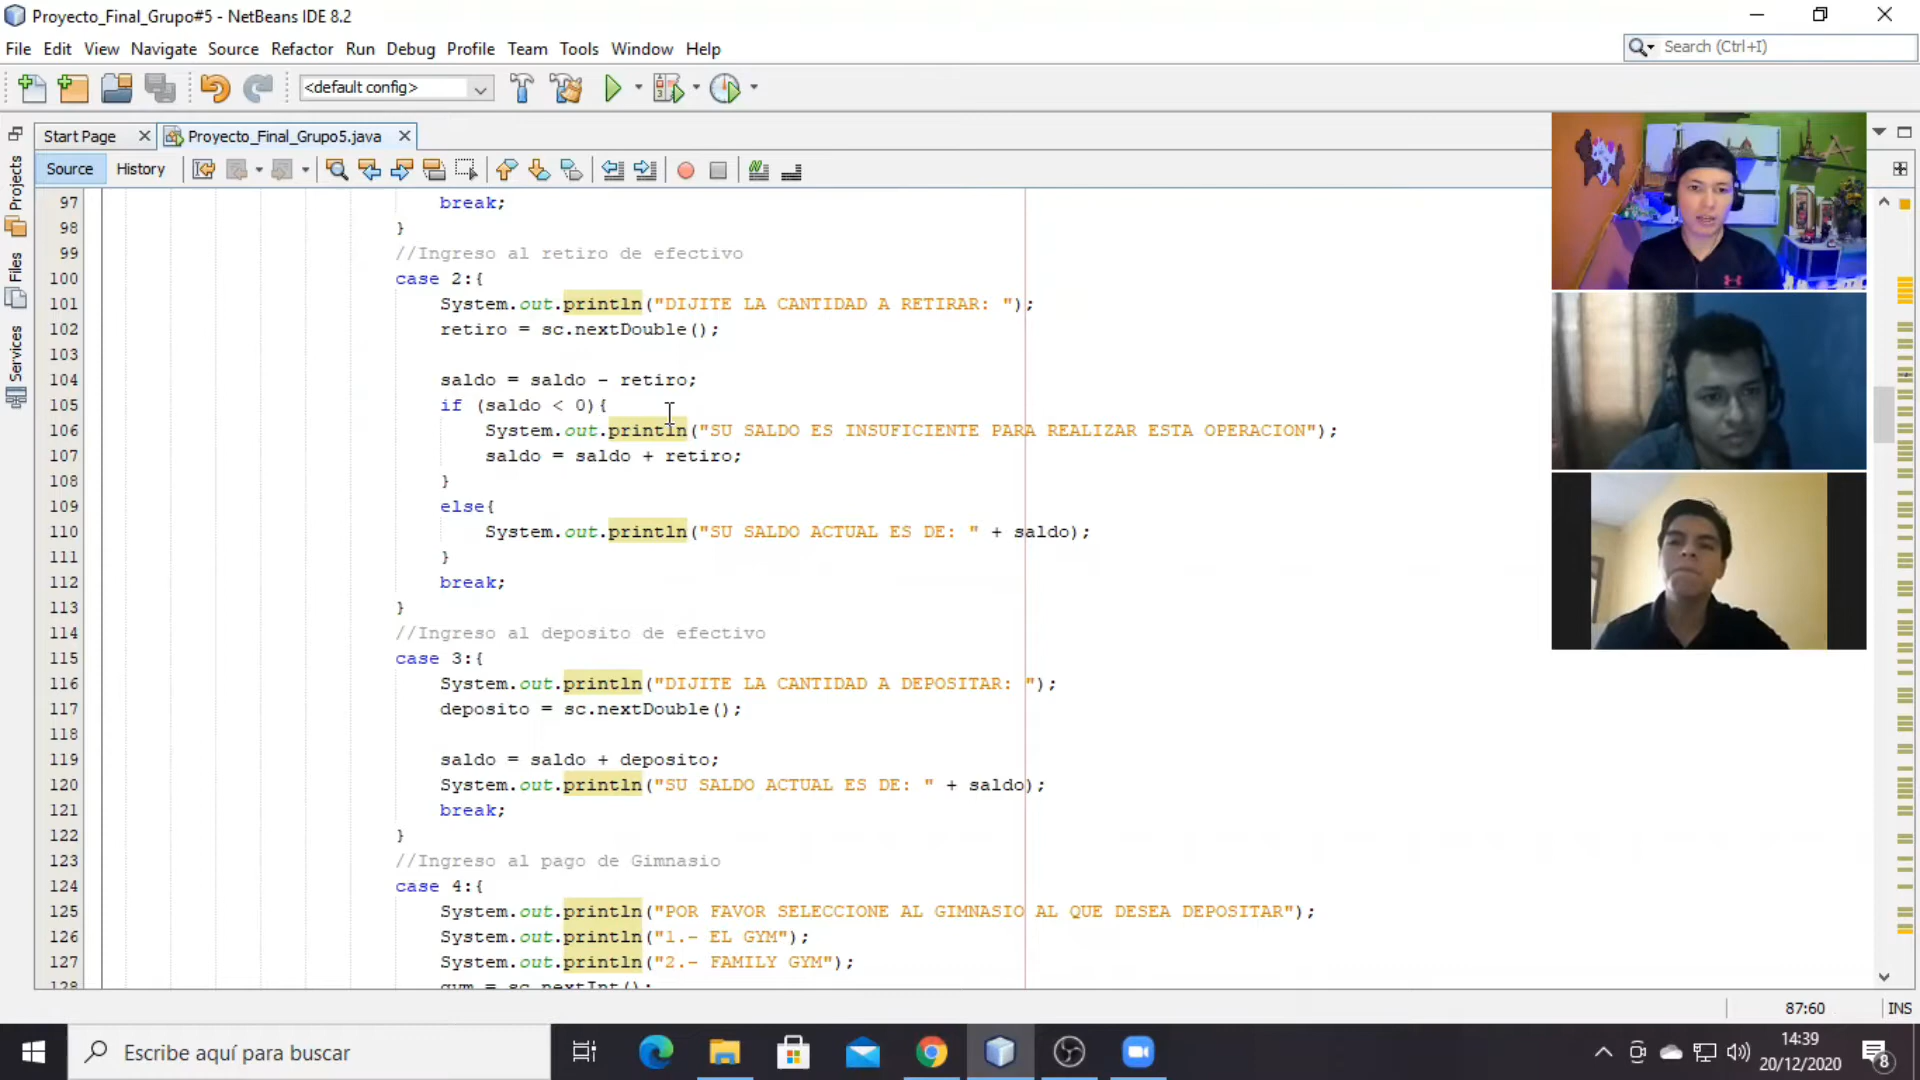 Proyecto_Final_Grupo#5 - NetBeans IDE 8.2
File Edit View Navigate Source Refactor Run Debug Profile Team Tools Window Help
Search (Ctrl+I)
<default config>
Start Page
Proyecto_Final_Grupo5.java
Source History
Projects
Files
Services
97 break;
98 }
99 //Ingreso al retiro de efectivo
100 case 2:{
101 System.out.println("DIJITE LA CANTIDAD A RETIRAR: ");
102 retiro = sc.nextDouble();
103
104 saldo = saldo - retiro;
105 if (saldo < 0){
106 System.out.println("SU SALDO ES INSUFICIENTE PARA REALIZAR ESTA OPERACION");
107 saldo = saldo + retiro;
108 }
109 else{
110 System.out.println("SU SALDO ACTUAL ES DE: " + saldo);
111 }
112 break;
113 }
114 //Ingreso al deposito de efectivo
115 case 3:{
116 System.out.println("DIJITE LA CANTIDAD A DEPOSITAR: ");
117 deposito = sc.nextDouble();
118
119 saldo = saldo + deposito;
120 System.out.println("SU SALDO ACTUAL ES DE: " + saldo);
121 break;
122 }
123 //Ingreso al pago de Gimnasio
124 case 4:{
125 System.out.println("POR FAVOR SELECCIONE AL GIMNASIO AL QUE DESEA DEPOSITAR");
126 System.out.println("1.- EL GYM");
127 System.out.println("2.- FAMILY GYM");
128 gym = sc.nextInt();
87:60 INS
Escribe aquí para buscar
14:39
20/12/2020
8